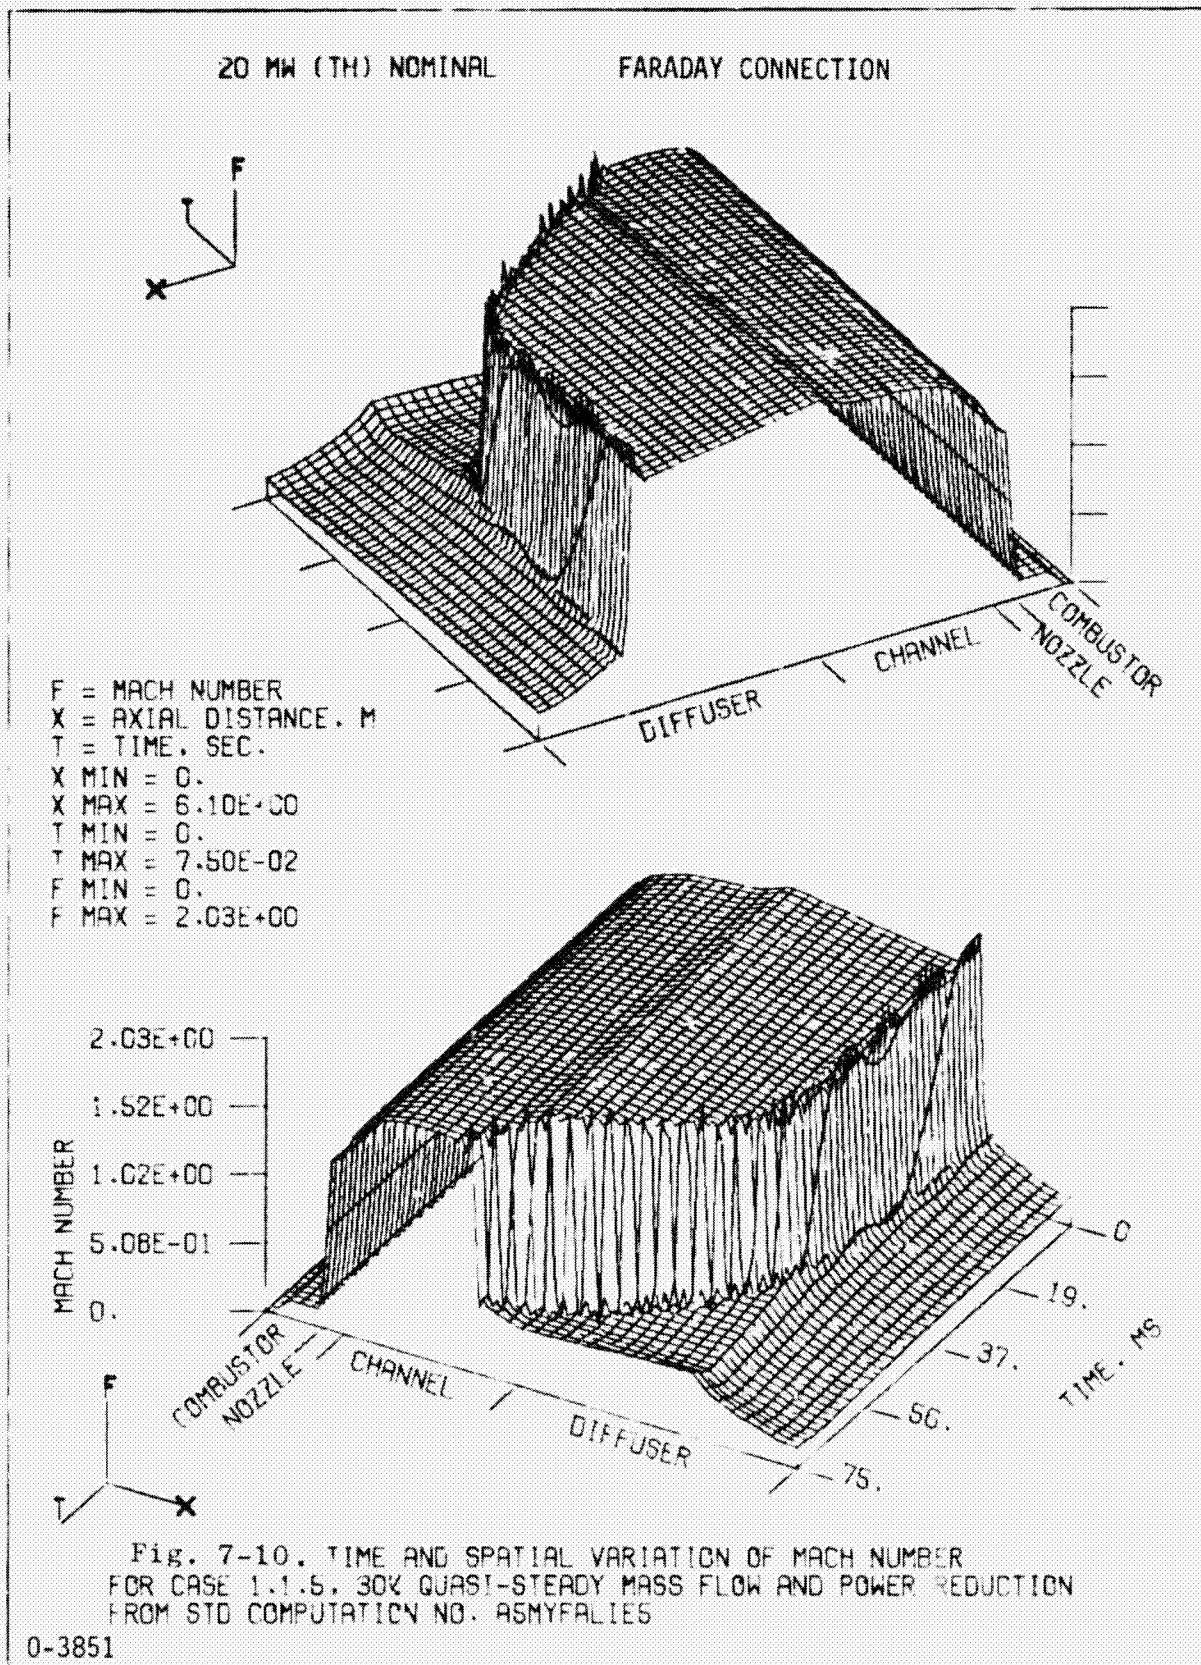 20 MW (TH) NOMINAL FARADAY CONNECTION
F
T
X
COMBUSTOR
NOZZLE
CHANNEL
DIFFUSER
F = MACH NUMBER
X = AXIAL DISTANCE. M
T = TIME. SEC.
X MIN = 0.
X MAX = 6.10E+00
T MIN = 0.
T MAX = 7.50E-02
F MIN = 0.
F MAX = 2.03E+00
2.03E+00
1.52E+00
1.02E+00
5.08E-01
0.
MACH NUMBER
COMBUSTOR
NOZZLE
CHANNEL
DIFFUSER
0
19.
37.
56.
75.
TIME. MS
F
T
X
Fig. 7-10. TIME AND SPATIAL VARIATION OF MACH NUMBER
FOR CASE 1.1.5. 30% QUASI-STEADY MASS FLOW AND POWER REDUCTION
FROM STD COMPUTATION NO.
0-3851